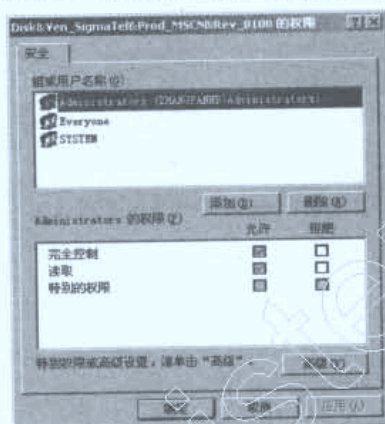 Disk&Ven_SigmaTel&Prod_MSCN&Rev_0100 的权限
安全
组或用户名称(G)
Administrators
Everyone
SYSTEM
添加(D)
删除(R)
Administrators 的权限(P)
允许 拒绝
完全控制
读取
特别的权限
特别权限或高级设置，请单击“高级”。
高级(V)
确定
取消
应用(A)